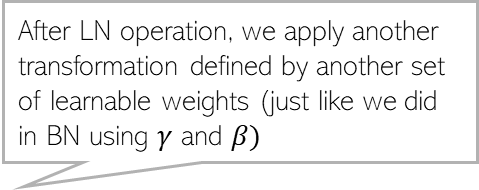 After LN operation, we apply another
transformation defined by another set
of learnable weights (just like we did
in BN using γ and β)